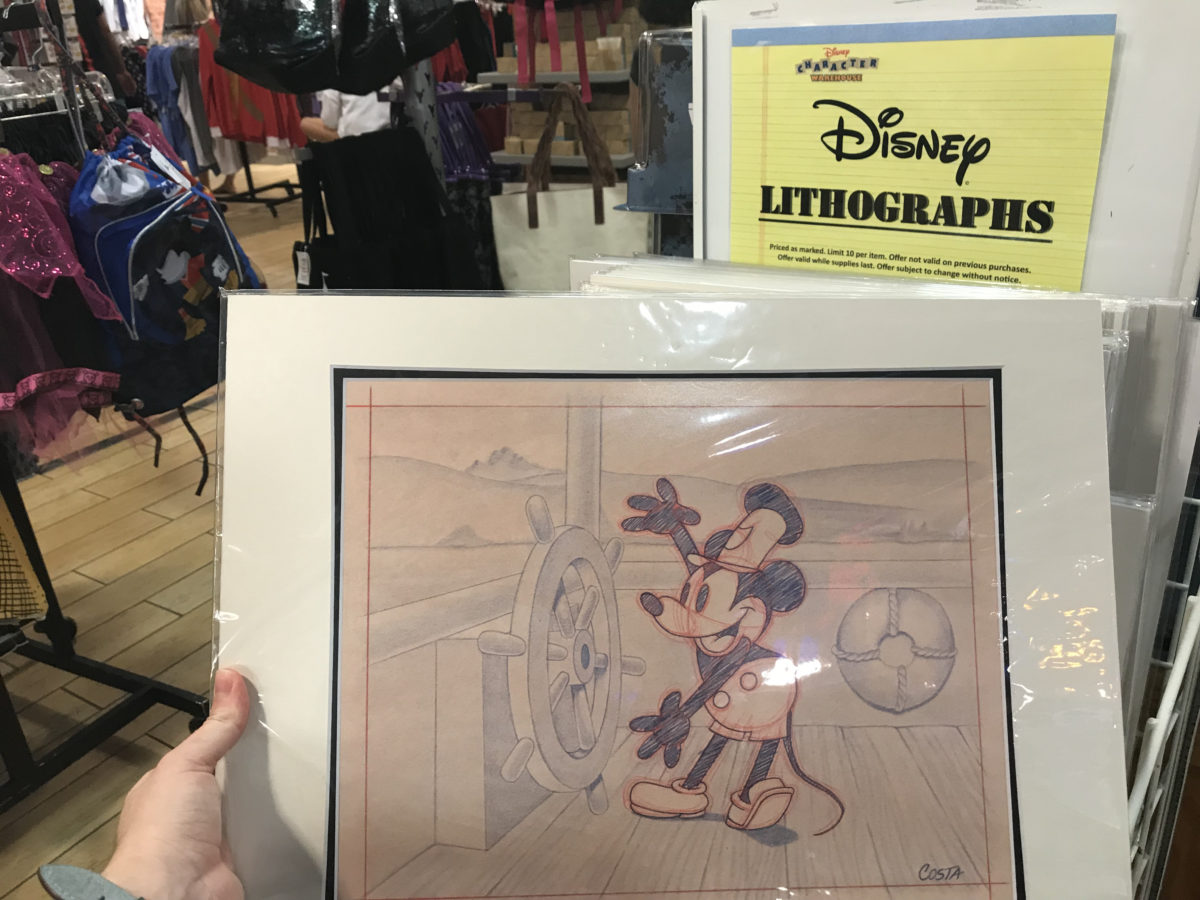 Disney
CHARACTER
WAREHOUSE
DISNEY
LITHOGRAPHS
Priced as marked. Limit 10 per item. Offer not valid on previous purchases.
Offer valid while supplies last. Offer subject to change without notice.
COSTA